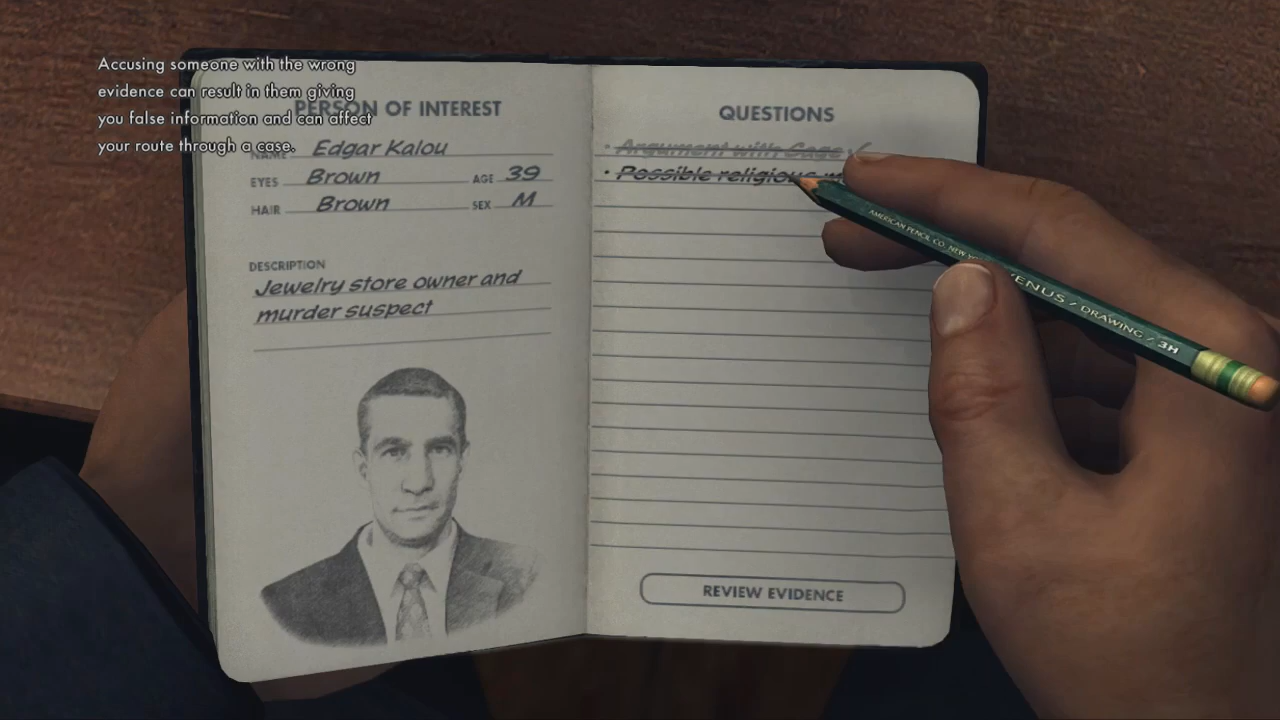 Accusing someone with the wrong
evidence can result in them giving
you false information and can affect
your route through a case.
PERSON OF INTEREST
NAME Edgar Kalou
EYES Brown AGE 39
HAIR Brown SEX M
DESCRIPTION
Jewelry store owner and
murder suspect
QUESTIONS
· Argument with Gage ✓
· Possible religious
REVIEW EVIDENCE
AMERICAN PENCIL CO. NEW
VENUS / DRAWING / 3H